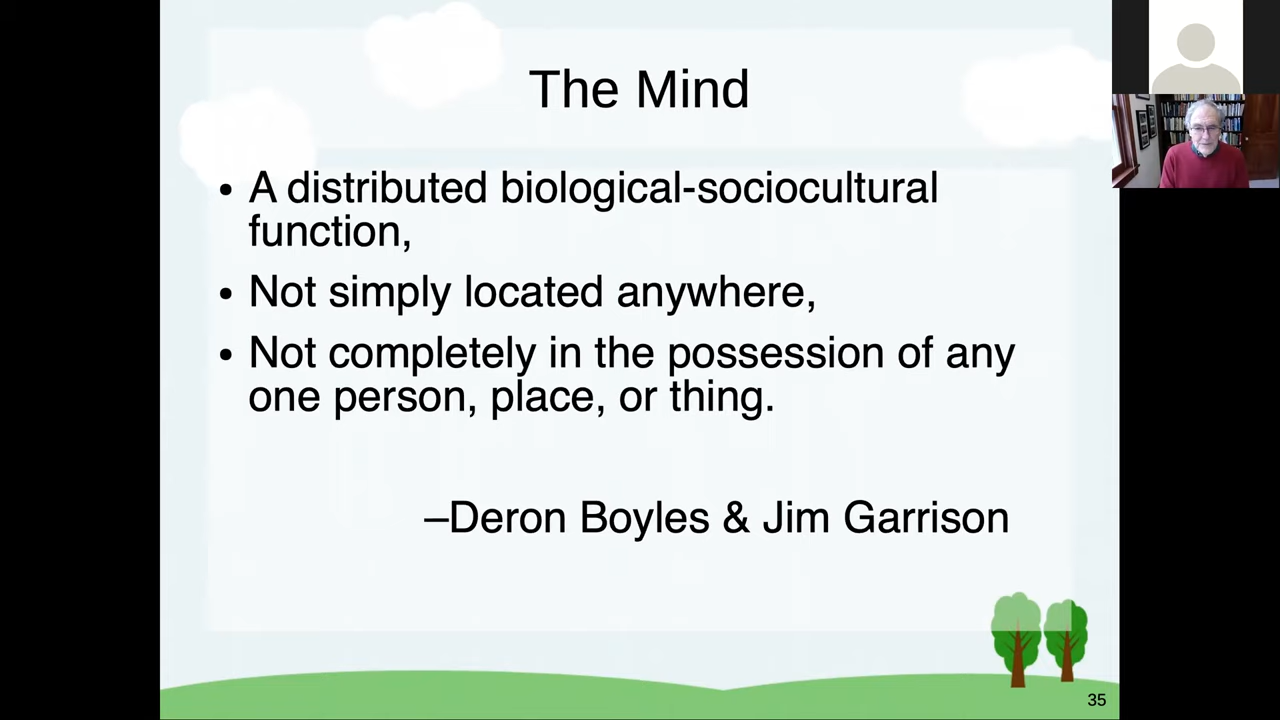 The Mind
• A distributed biological-sociocultural
function,
• Not simply located anywhere,
• Not completely in the possession of any
one person, place, or thing.
–Deron Boyles & Jim Garrison
35